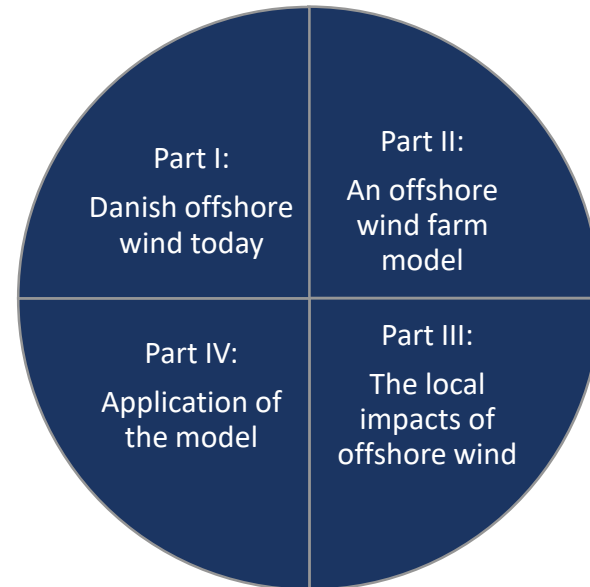 Part I:
Danish offshore
wind today
Part II:
An offshore
wind farm
model
Part III:
The local
impacts of
offshore wind
Part IV:
Application of
the model